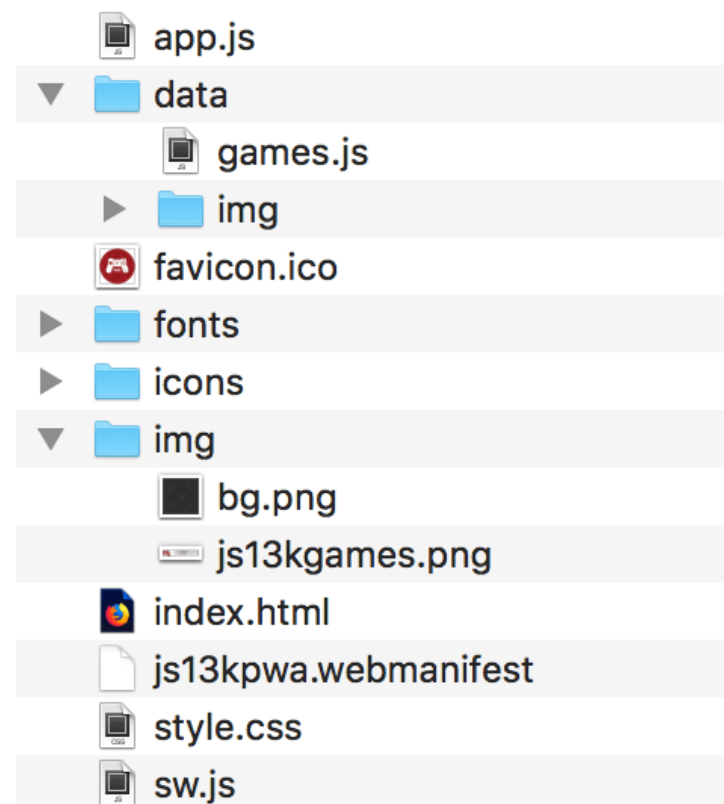 app.js
data
games.js
img
favicon.ico
fonts
icons
img
bg.png
js13kgames.png
index.html
js13kpwa.webmanifest
style.css
sw.js